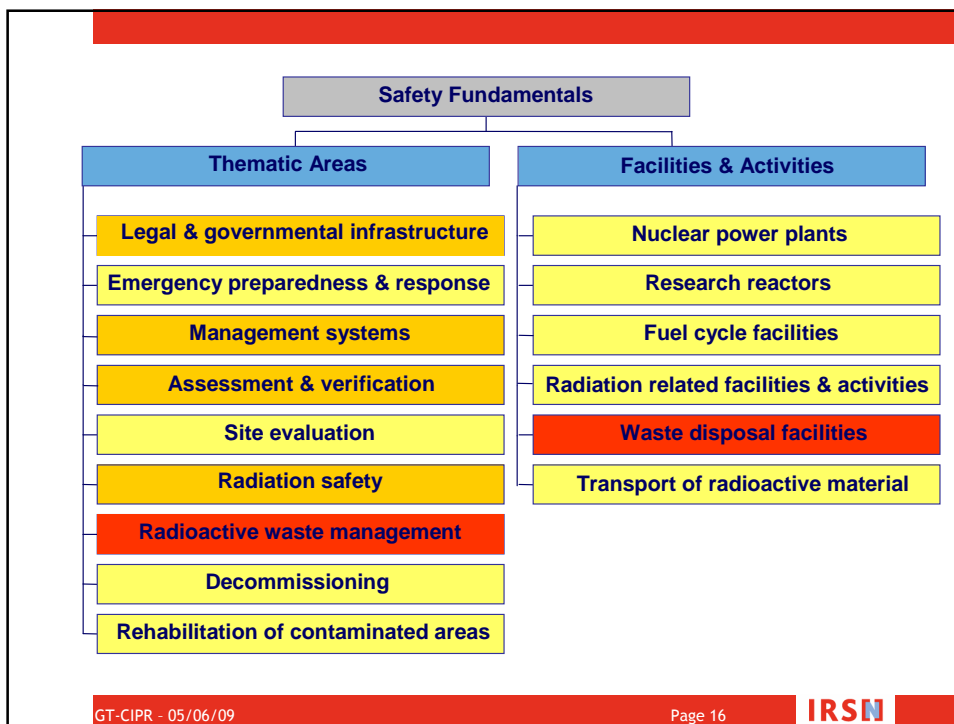 Safety Fundamentals
Thematic Areas
Legal & governmental infrastructure
Emergency preparedness & response
Management systems
Assessment & verification
Site evaluation
Radiation safety
Radioactive waste management
Decommissioning
Rehabilitation of contaminated areas
Facilities & Activities
Nuclear power plants
Research reactors
Fuel cycle facilities
Radiation related facilities & activities
Waste disposal facilities
Transport of radioactive material
GT-CIPR - 05/06/09
Page 16
IRSN